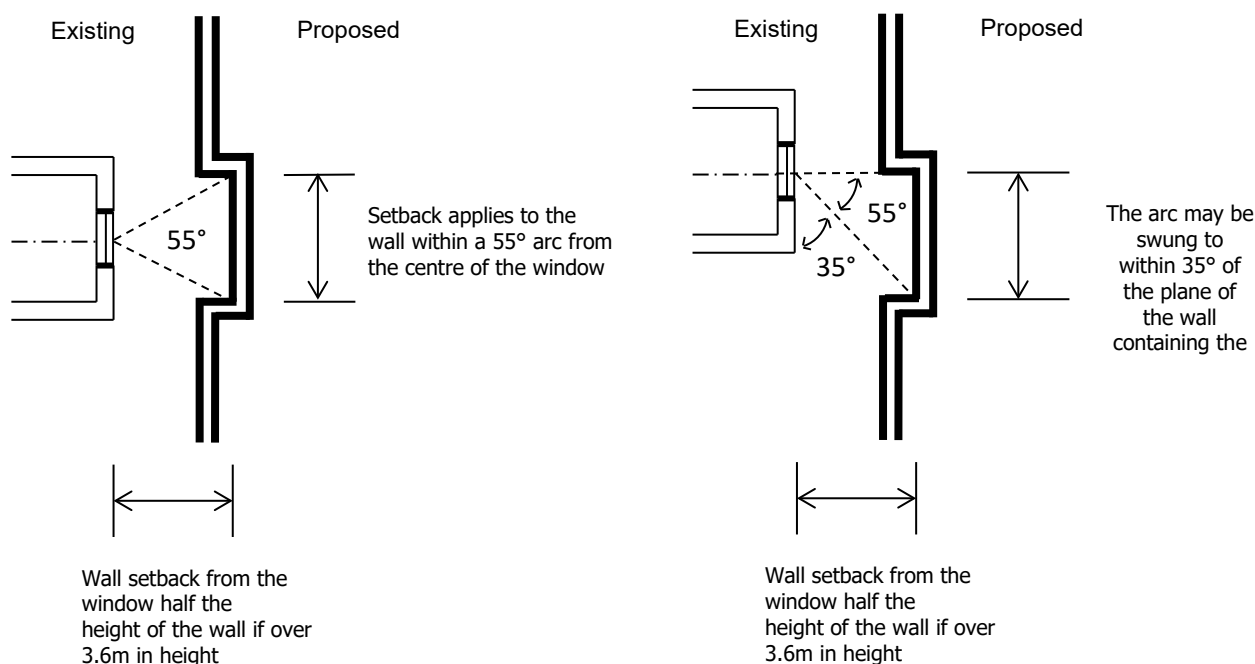 Existing
Proposed
55°
Setback applies to the
wall within a 55° arc from
the centre of the window
Wall setback from the
window half the
height of the wall if over
3.6m in height
Existing
Proposed
55°
35°
The arc may be
swung to
within 35° of
the plane of
the wall
containing the
Wall setback from the
window half the
height of the wall if over
3.6m in height